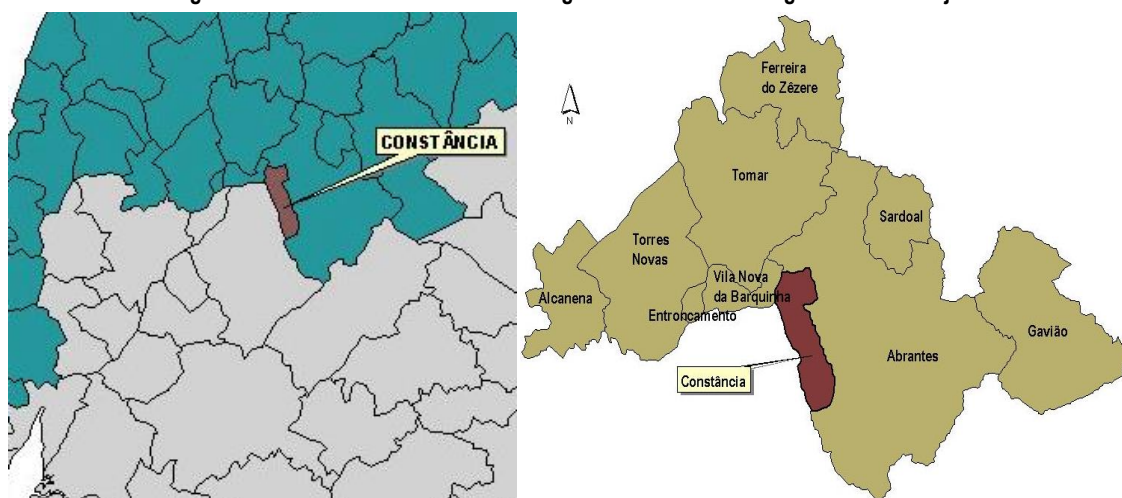 CONSTÂNCIA
N
Ferreira
do Zêzere
Tomar
Sardoal
Torres
Novas
Vila Nova
da Barquinha
Alcanena
Entroncamento
Gavião
Abrantes
Constância